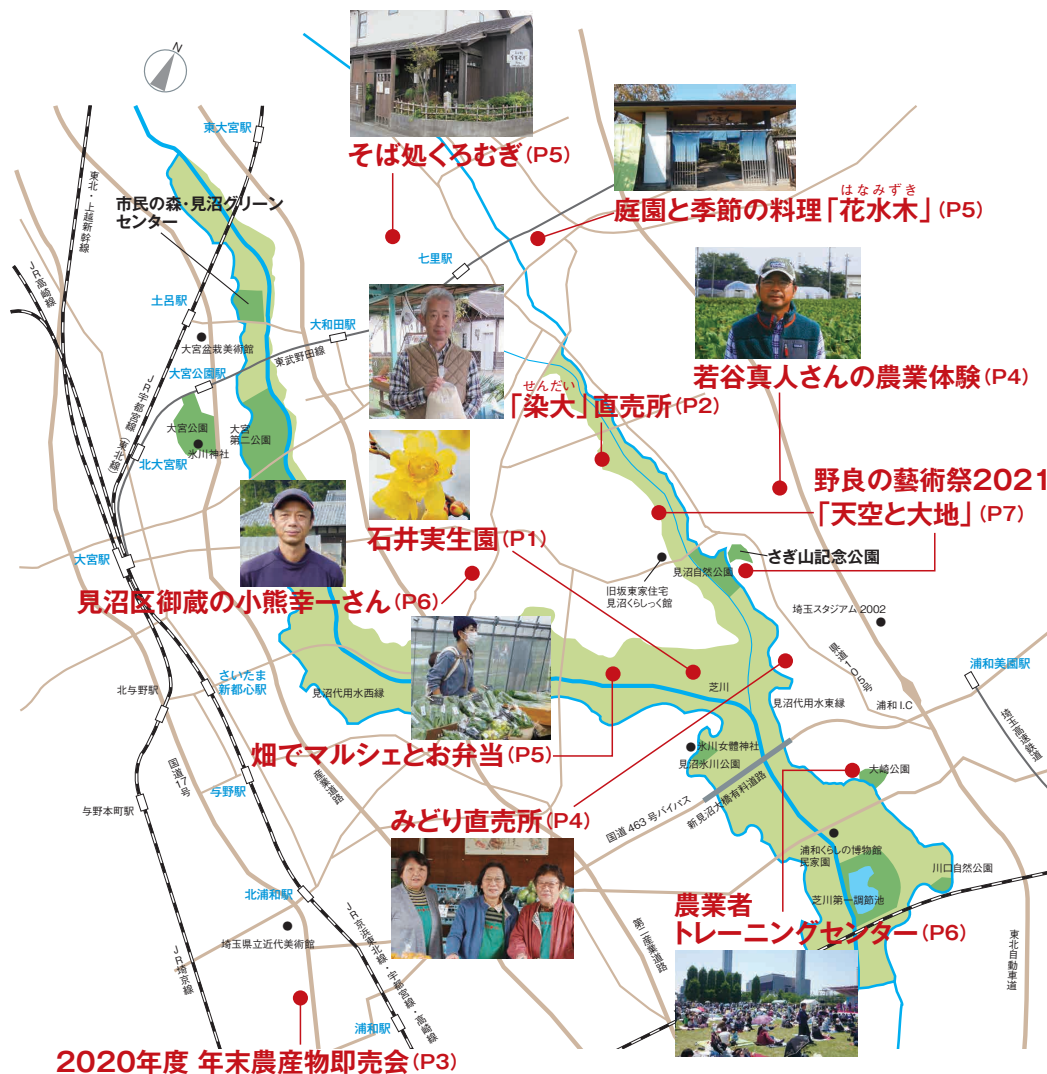 N
そば処くろむぎ(P5)
はなみずき
庭園と季節の料理「花水木」(P5)
東大宮駅
東北・上越新幹線
市民の森・見沼グリーン
センター
JR高崎線
七里駅
土呂駅
大和田駅
大宮盆栽美術館
東武野田線
大宮公園駅
JR宇都宮線(東北線)
大宮公園
大宮
第二公園
氷川神社
北大宮駅
若谷真人さんの農業体験(P4)
せんだい
「染大」直売所(P2)
野良の藝術祭2021
「天空と大地」(P7)
石井実生園(P1)
さぎ山記念公園
見沼自然公園
大宮駅
旧坂東家住宅
見沼くらしっく館
見沼区御蔵の小熊幸一さん(P6)
埼玉スタジアム2002
県道105号
浦和美園駅
さいたま
新都心駅
北与野駅
見沼代用水西縁
芝川
見沼代用水東縁
浦和I.C
埼玉高速鉄道
氷川女體神社
見沼氷川公園
畑でマルシェとお弁当(P5)
国道17号
産業道路
与野駅
大崎公園
新見沼大橋有料道路
国道463号バイパス
与野本町駅
みどり直売所(P4)
浦和くらしの博物館
民家園
川口自然公園
北浦和駅
芝川第一調節池
農業者
トレーニングセンター(P6)
埼玉県立近代美術館
JR埼京線
JR京浜東北線・宇都宮線・高崎線
第二産業道路
東北自動車道
浦和駅
2020年度 年末農産物即売会(P3)